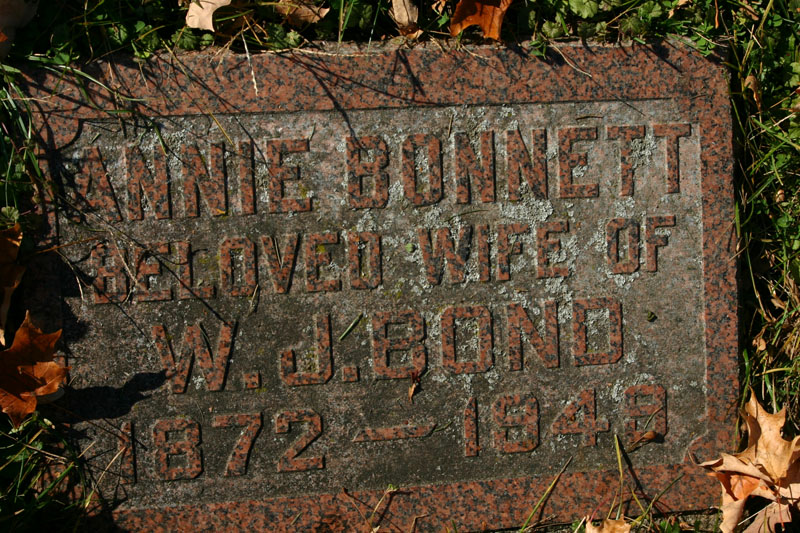 ANNIE BONNETT
BELOVED WIFE OF
W. J. BOND
1872 — 1949